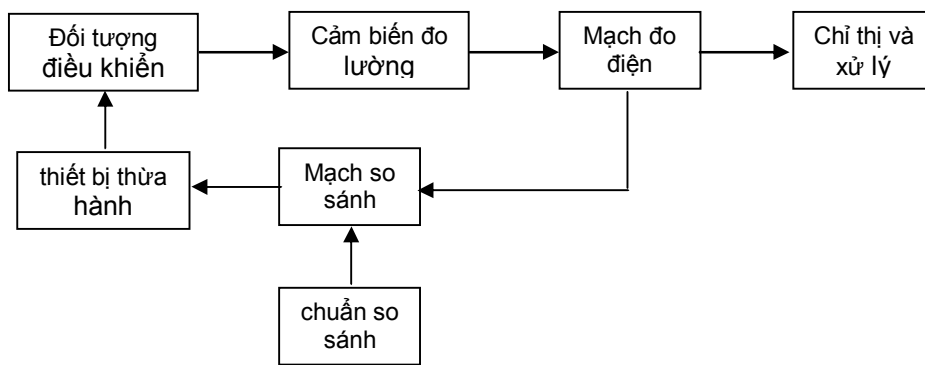 Đối tượng
điều khiển
Cảm biến đo
lường
Mạch đo
điện
Chỉ thị và
xử lý
thiết bị thừa
hành
Mạch so
sánh
chuẩn so
sánh